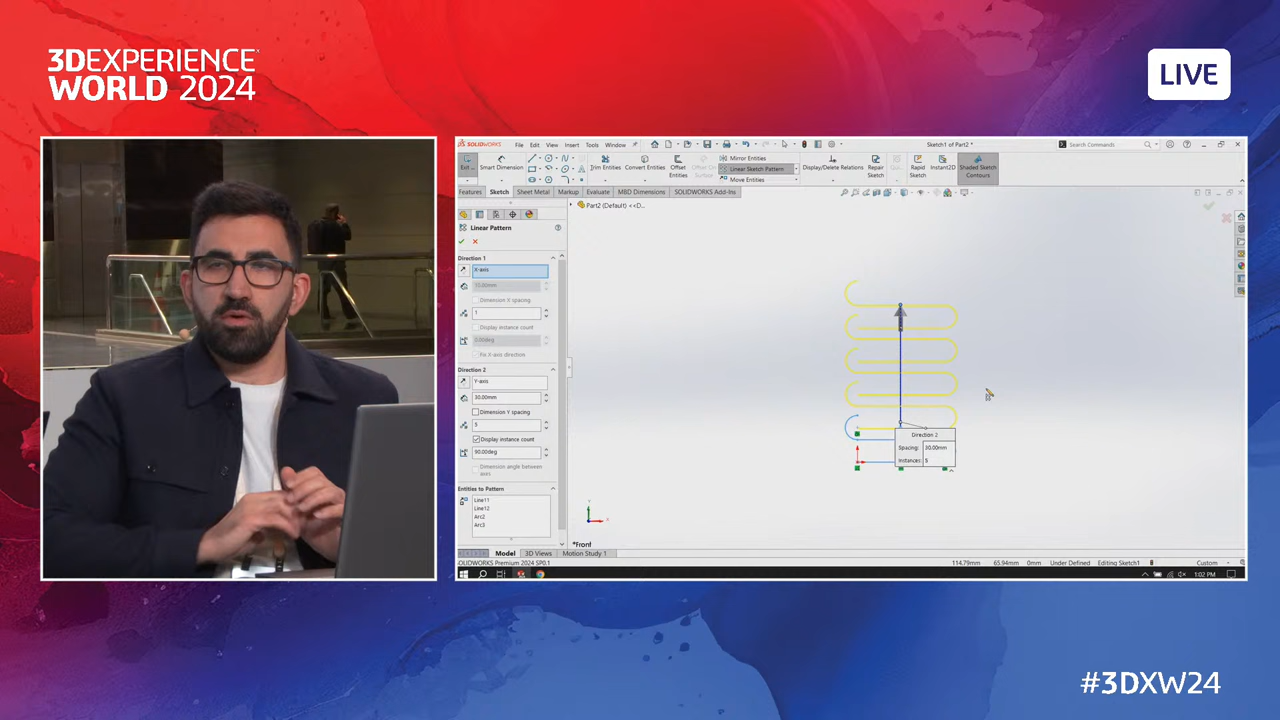 3DEXPERIENCE
WORLD 2024
LIVE
SOLIDWORKS
File Edit View Insert Tools Window
Sketch1 of Part2 *
Search Commands
Exit...
Smart Dimension
Trim Entities
Convert Entities
Offset Entities
Mirror Entities
Linear Sketch Pattern
Move Entities
Display/Delete Relations
Repair Sketch
Rapid Sketch
Instant2D
Shaded Sketch Contours
Features Sketch Sheet Metal Markup Evaluate MBD Dimensions SOLIDWORKS Add-Ins
Part2 (Default) <<D...
Linear Pattern
Direction 1
X-axis
10.00mm
Dimension X spacing
1
Display instance count
0.00deg
Fix X-axis direction
Direction 2
Y-axis
30.00mm
Dimension Y spacing
5
Display instance count
90.00deg
Dimension angle between axes
Entities to Pattern
Line11
Line12
Arc2
Arc3
Direction 2
Spacing: 30.00mm
Instances: 5
*Front
Model 3D Views Motion Study 1
SOLIDWORKS Premium 2024 SP0.1
114.79mm 65.94mm 0mm Under Defined Editing Sketch1 Custom
1:02 PM
#3DXW24